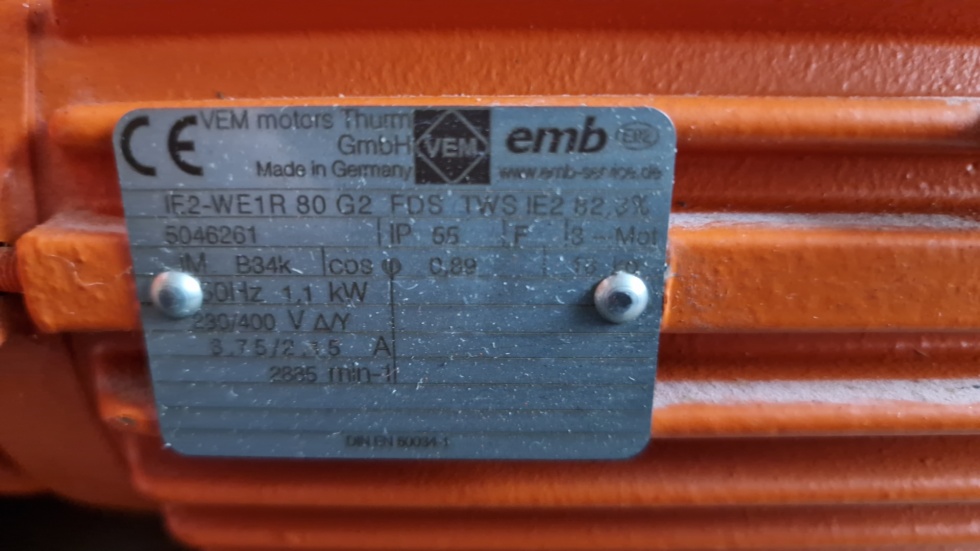 CE VEM motors Thurm
GmbH
Made in Germany
VEM
emb
www.emb-service.de
IE2-WE1R 80 G2 FDS TWS IE2 82,3%
5046261 IP 55 F 3~Mot
IM B34k cos φ 0,89
50Hz 1,1 kW
230/400 V Δ/Y
A
2885 min-1
DIN EN 60034-1